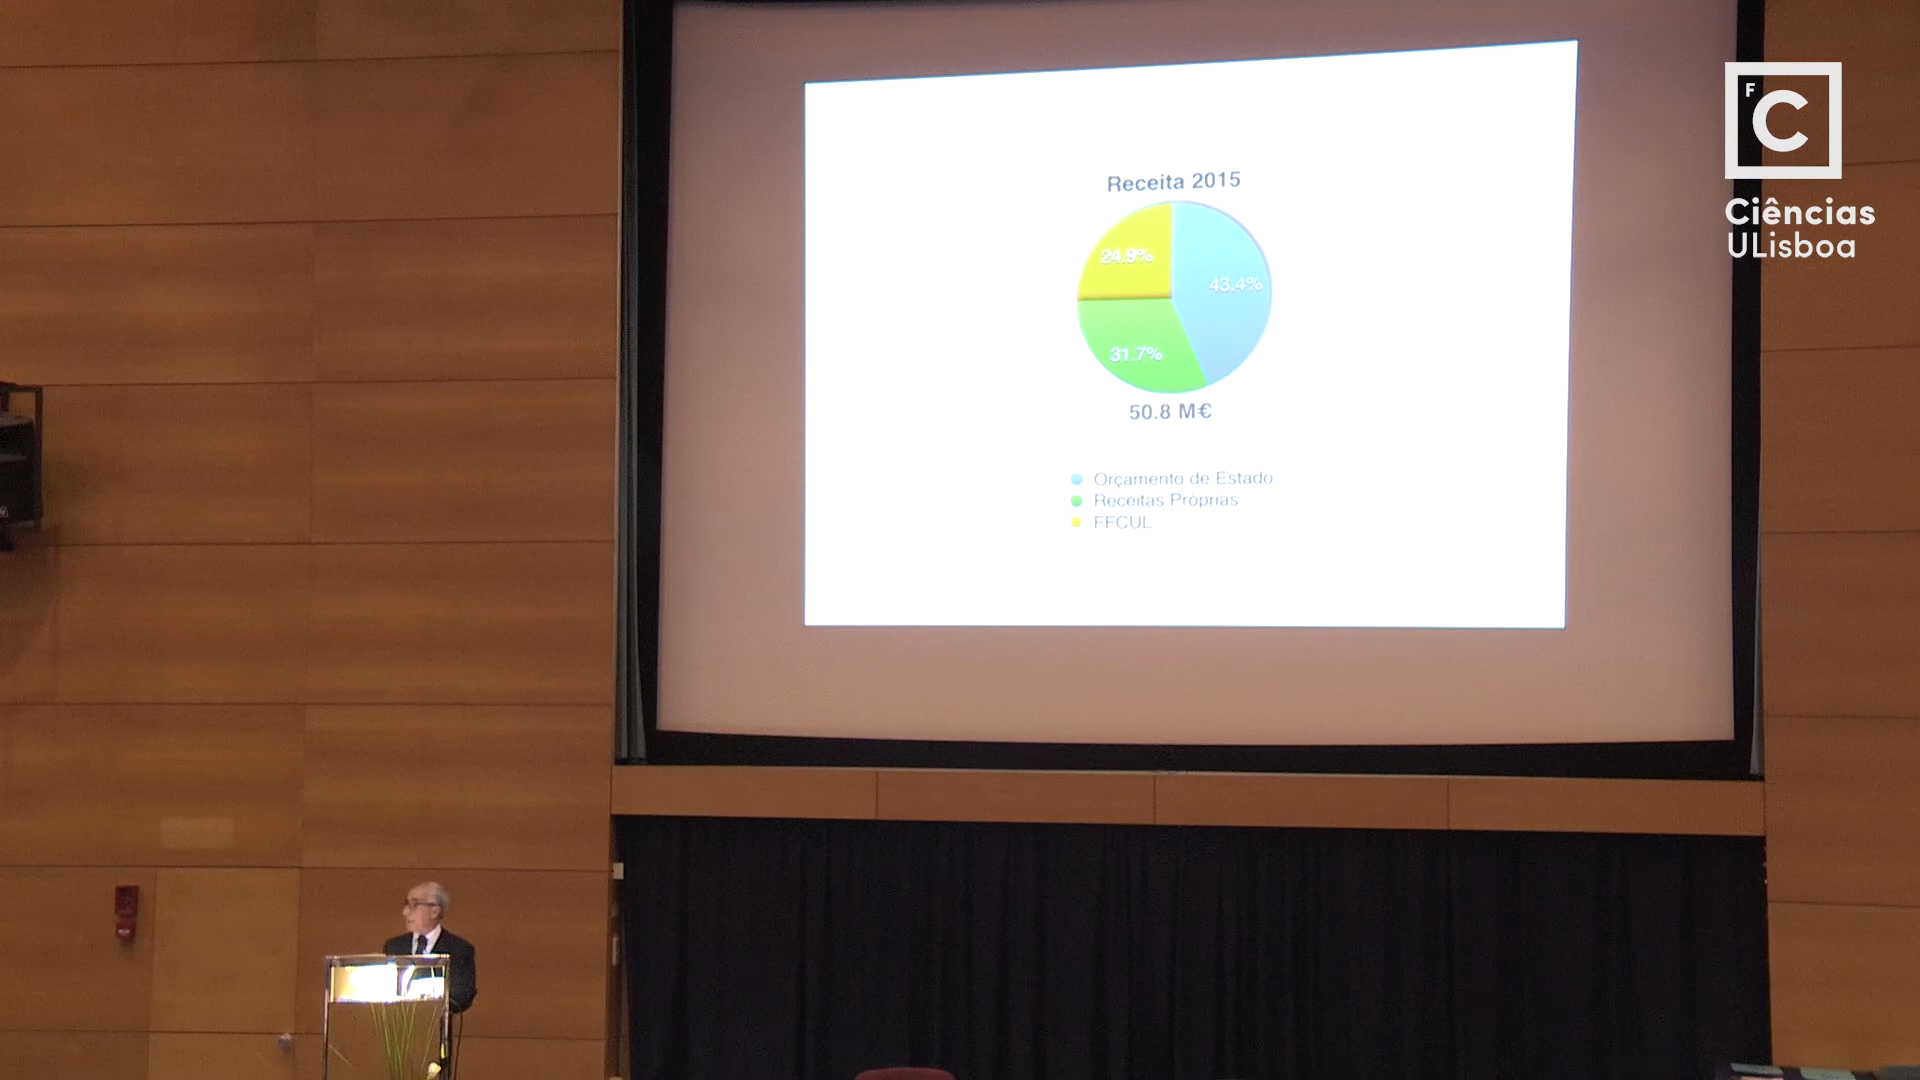 Receita 2015
24.9%
43.4%
31.7%
50.8 M€
Orçamento de Estado
Receitas Próprias
FFCUL
F
C
Ciências
ULisboa